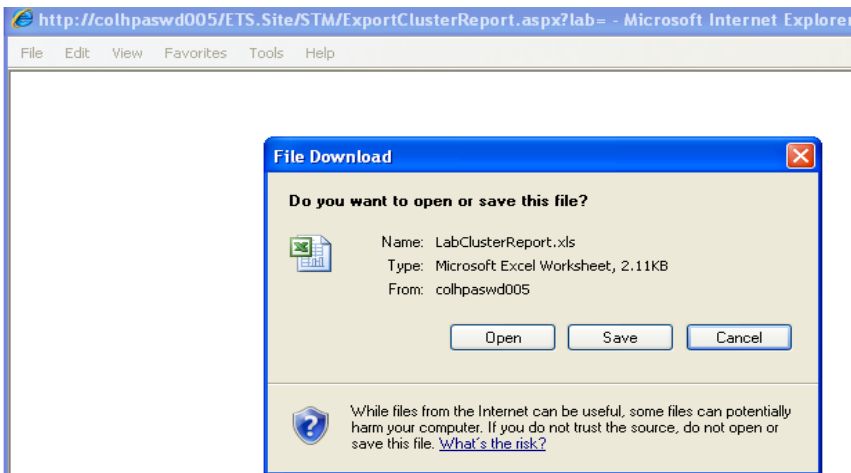 http://colhpaswd005/ETS.Site/STM/ExportClusterReport.aspx?lab= - Microsoft Internet Explorer
File Edit View Favorites Tools Help
File Download
Do you want to open or save this file?
Name: LabClusterReport.xls
Type: Microsoft Excel Worksheet, 2.11KB
From: colhpaswd005
Open Save Cancel
While files from the Internet can be useful, some files can potentially
harm your computer. If you do not trust the source, do not open or
save this file. What's the risk?